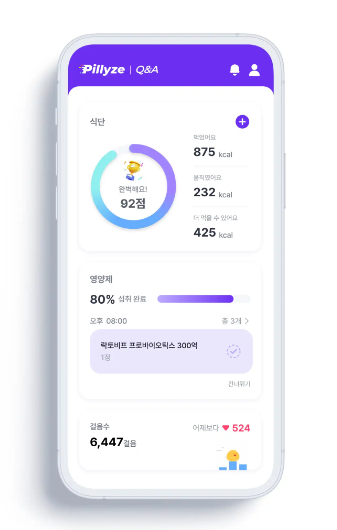 Pillyze | Q&A
식단
완벽해요!
92점
먹었어요
875 kcal
움직였어요
232 kcal
더 먹을 수 있어요
425 kcal
영양제
80% 섭취 완료
오후 08:00
총 3개 >
락토비프 프로바이오틱스 300억
1정
건너뛰기
걸음수
6,447걸음
어제보다 ♥ 524